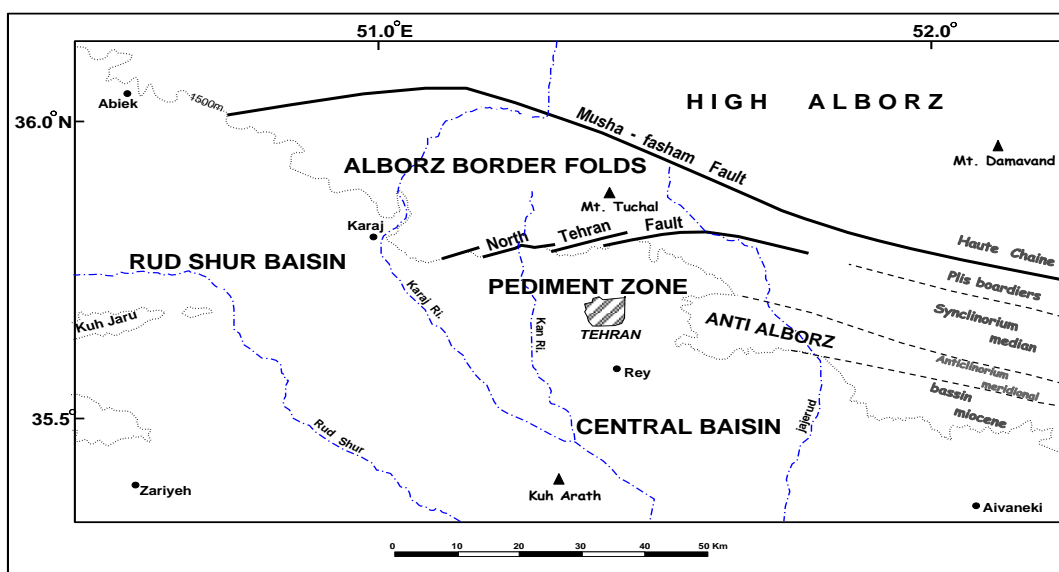 51.0°E
52.0°
36.0°N
35.5°
Abiek
1500m
HIGH ALBORZ
Musha - fasham Fault
Mt. Damavand
ALBORZ BORDER FOLDS
Mt. Tuchal
Karaj
North Tehran Fault
Haute Chaine
RUD SHUR BAISIN
Plis boardiers
PEDIMENT ZONE
Karaj Ri.
Kan Ri.
Kuh Jaru
TEHRAN
ANTI ALBORZ
Synclinorium
median
Anticlinorium
meridional
bassin
miocene
Rey
CENTRAL BAISIN
jajerud
Rud Shur
Zariyeh
Kuh Arath
Aivaneki
0 10 20 30 40 50 Km